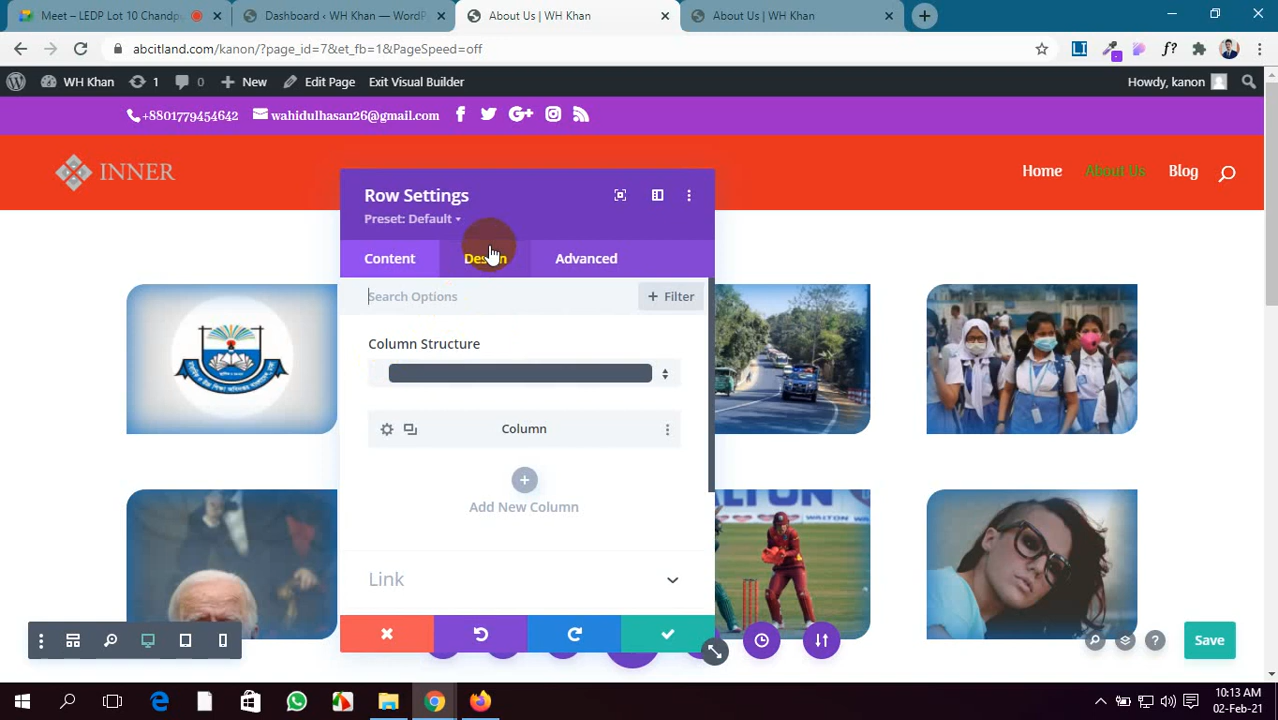 Meet – LEDP Lot 10 Chandpu
Dashboard ‹ WH Khan — WordP
About Us | WH Khan
About Us | WH Khan
abcitland.com/kanon/?page_id=7&et_fb=1&PageSpeed=off
WH Khan
1
0
New
Edit Page
Exit Visual Builder
Howdy, kanon
+8801779454642
wahidulhasan26@gmail.com
INNER
Home
About Us
Blog
Row Settings
Preset: Default
Content
Design
Advanced
Search Options
Filter
Column Structure
Column
Add New Column
Link
WALTON
Save
10:13 AM
02-Feb-21